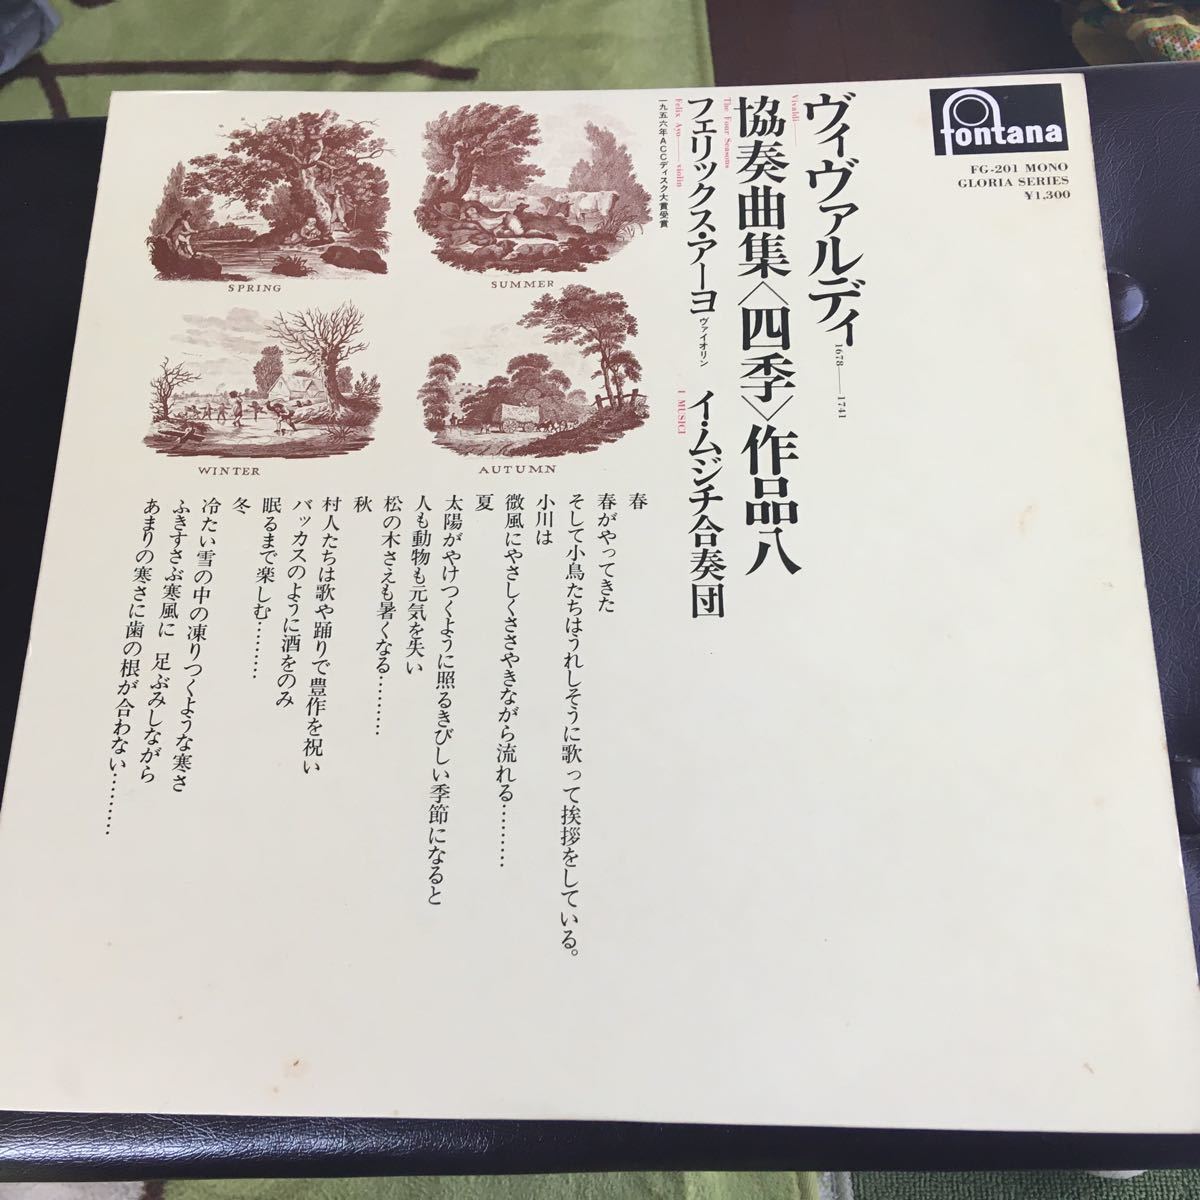 fontana
FG-201 MONO
GLORIA SERIES
¥1,300
ヴィヴァルディ 1678——1741
Vivaldi——
協奏曲集〈四季〉作品八
The Four Seasons
フェリックス・アーヨ ヴァイオリン イ・ムジチ合奏団
Felix Ayo——violin I MUSICI
一九五六年ACCディスク大賞受賞
SPRING
SUMMER
WINTER
AUTUMN
春
春がやってきた
そして小鳥たちはうれしそうに歌って挨拶をしている。
小川は
微風にやさしくささやきながら流れる………
夏
太陽がやけつくように照るきびしい季節になると
人も動物も元気を失い
松の木さえも暑くなる………
秋
村人たちは歌や踊りで豊作を祝い
バッカスのように酒をのみ
眠るまで楽しむ………
冬
冷たい雪の中の凍りつくような寒さ
ふきすさぶ寒風に 足ぶみしながら
あまりの寒さに歯の根が合わない………